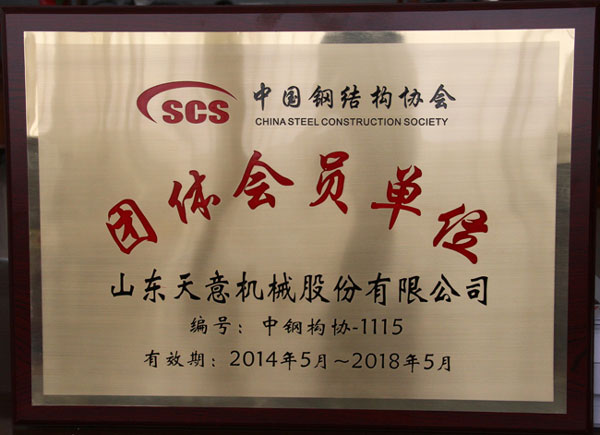 SCS 中国钢结构协会
CHINA STEEL CONSTRUCTION SOCIETY
团体会员单位
山东天意机械股份有限公司
编号：中钢构协-1115
有效期：2014年5月～2018年5月